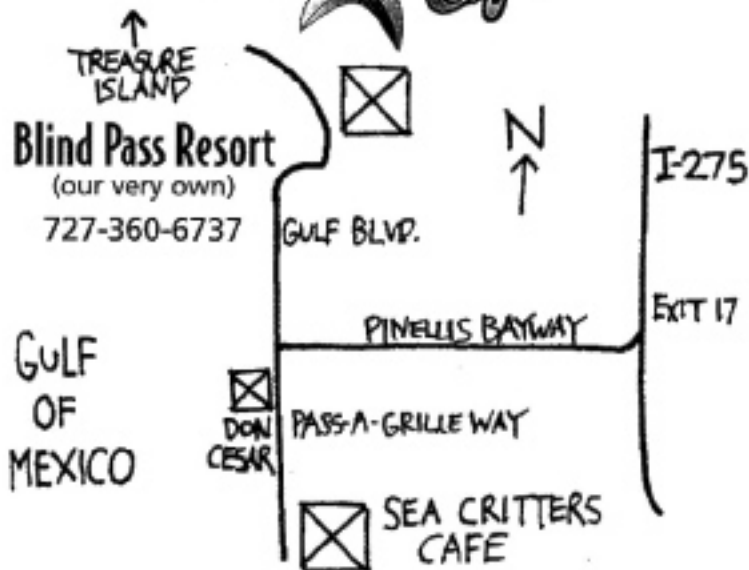 TREASURE
ISLAND
Blind Pass Resort
(our very own)
727-360-6737
N
I-275
GULF BLVD.
EXIT 17
PINELLIS BAYWAY
GULF
OF
MEXICO
DON
CESAR
PASS-A-GRILLE WAY
SEA CRITTERS
CAFE